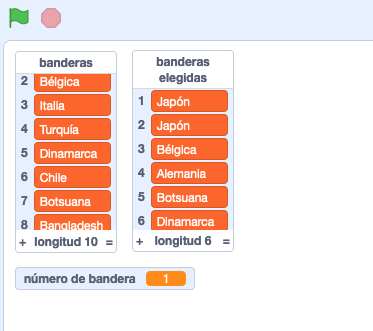 banderas
2 Bélgica
3 Italia
4 Turquía
5 Dinamarca
6 Chile
7 Botsuana
8 Bangladesh
+ longitud 10 =
banderas
elegidas
1 Japón
2 Japón
3 Bélgica
4 Alemania
5 Botsuana
6 Dinamarca
+ longitud 6 =
número de bandera 1